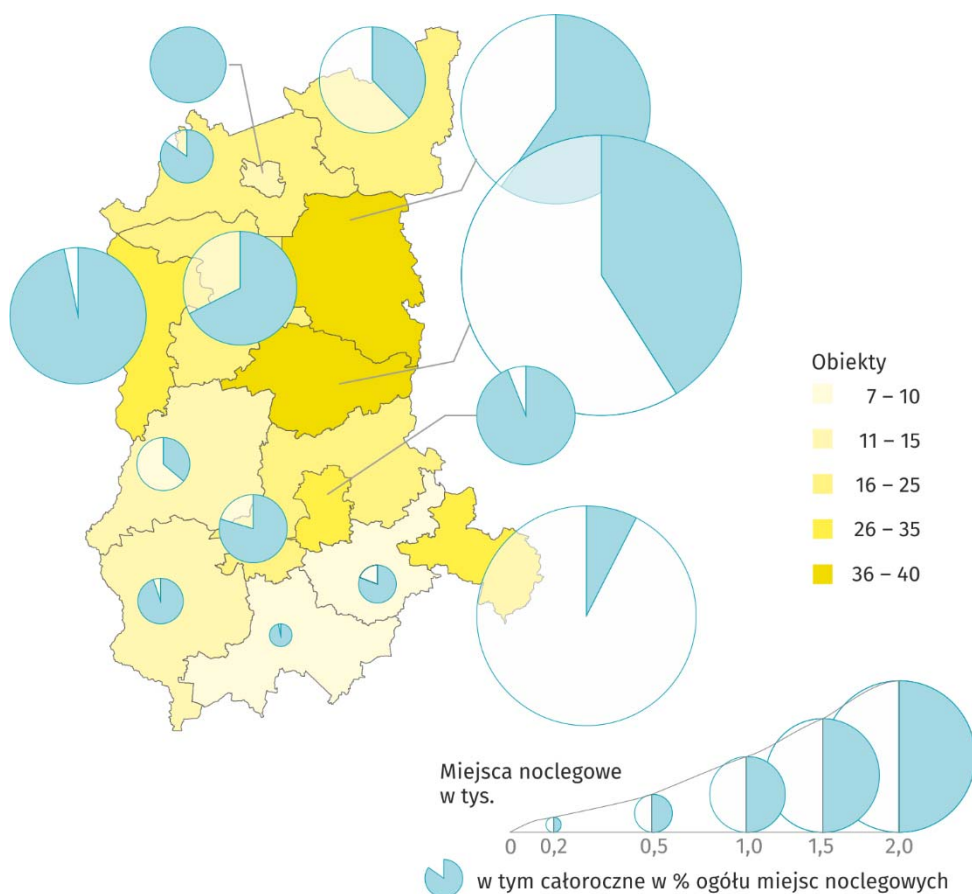 Obiekty
7 – 10
11 – 15
16 – 25
26 – 35
36 – 40
Miejsca noclegowe
w tys.
0 0,2 0,5 1,0 1,5 2,0
w tym całoroczne w % ogółu miejsc noclegowych